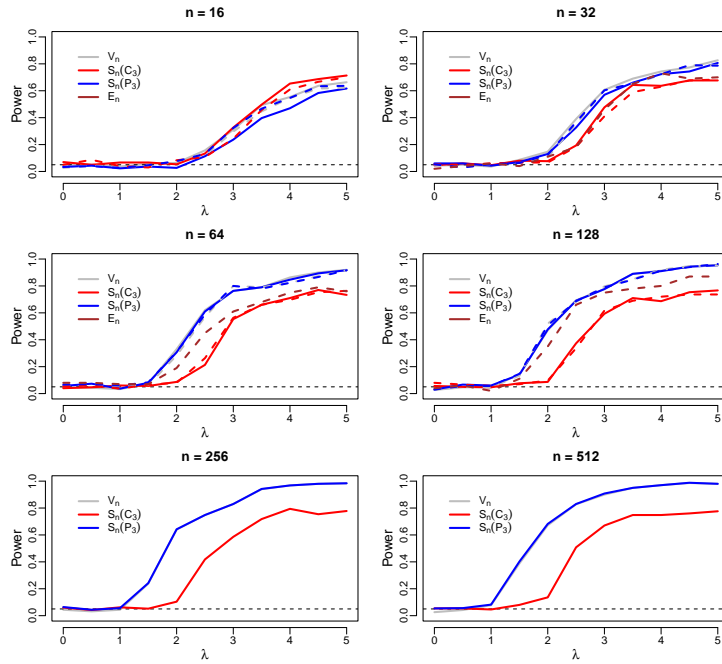 n = 16
Power
0.0 0.2 0.4 0.6 0.8 1.0
Vₙ
Sₙ(C₃)
Sₙ(P₃)
Eₙ
0 1 2 3 4 5
λ
n = 32
Power
0.0 0.2 0.4 0.6 0.8 1.0
Vₙ
Sₙ(C₃)
Sₙ(P₃)
Eₙ
0 1 2 3 4 5
λ
n = 64
Power
0.0 0.2 0.4 0.6 0.8 1.0
Vₙ
Sₙ(C₃)
Sₙ(P₃)
Eₙ
0 1 2 3 4 5
λ
n = 128
Power
0.0 0.2 0.4 0.6 0.8 1.0
Vₙ
Sₙ(C₃)
Sₙ(P₃)
Eₙ
0 1 2 3 4 5
λ
n = 256
Power
0.0 0.2 0.4 0.6 0.8 1.0
Vₙ
Sₙ(C₃)
Sₙ(P₃)
0 1 2 3 4 5
λ
n = 512
Power
0.0 0.2 0.4 0.6 0.8 1.0
Vₙ
Sₙ(C₃)
Sₙ(P₃)
0 1 2 3 4 5
λ